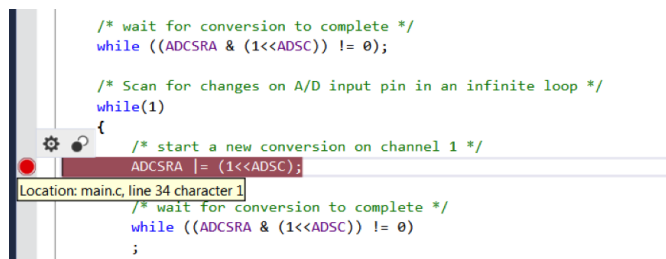 /* wait for conversion to complete */
while ((ADCSRA & (1<<ADSC)) != 0);
/* Scan for changes on A/D input pin in an infinite loop */
while(1)
{
/* start a new conversion on channel 1 */
ADCSRA |= (1<<ADSC);
Location: main.c, line 34 character 1
/* wait for conversion to complete */
while ((ADCSRA & (1<<ADSC)) != 0)
;